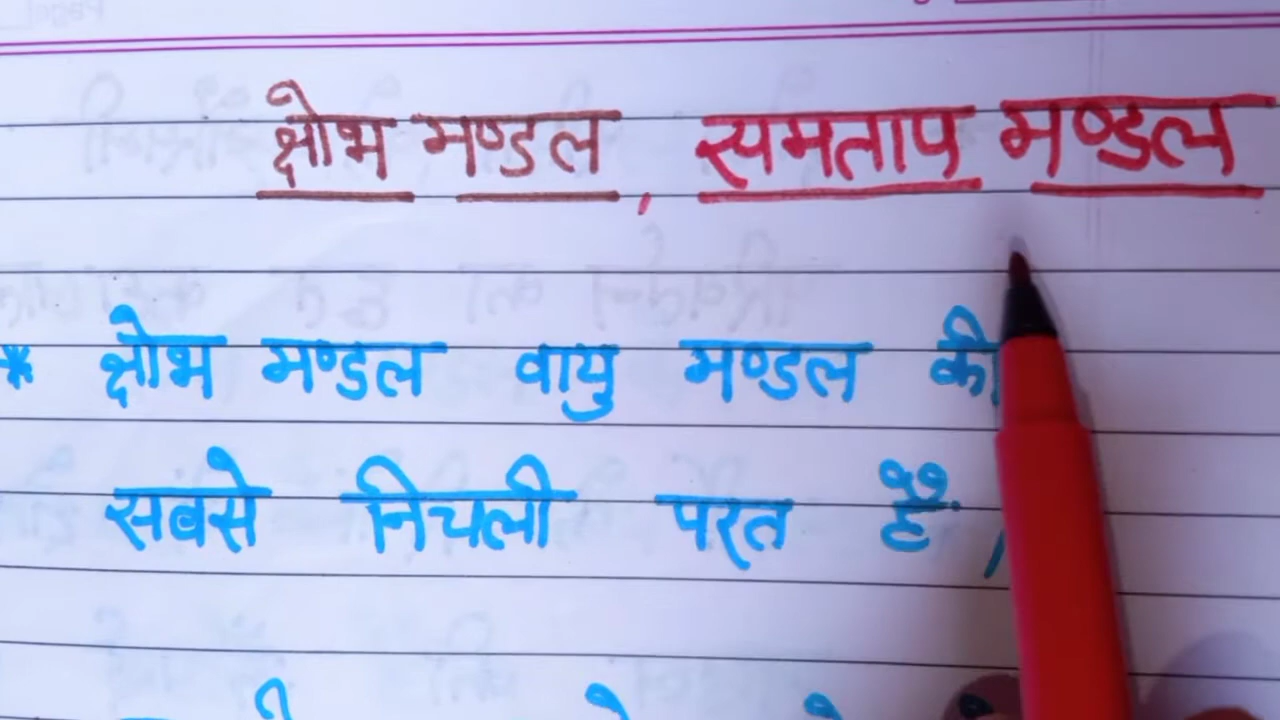 क्षोभ मण्डल, समताप मण्डल
* क्षोभ मण्डल वायु मण्डल की
सबसे निचली परत हैं,